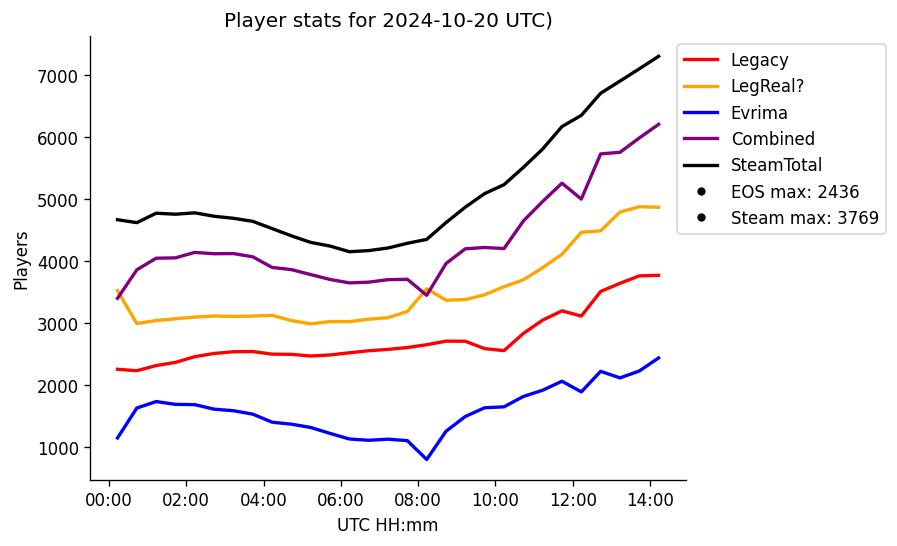 Player stats for 2024-10-20 UTC)
Players
7000
6000
5000
4000
3000
2000
1000
00:00 02:00 04:00 06:00 08:00 10:00 12:00 14:00
UTC HH:mm
Legacy
LegReal?
Evrima
Combined
SteamTotal
EOS max: 2436
Steam max: 3769